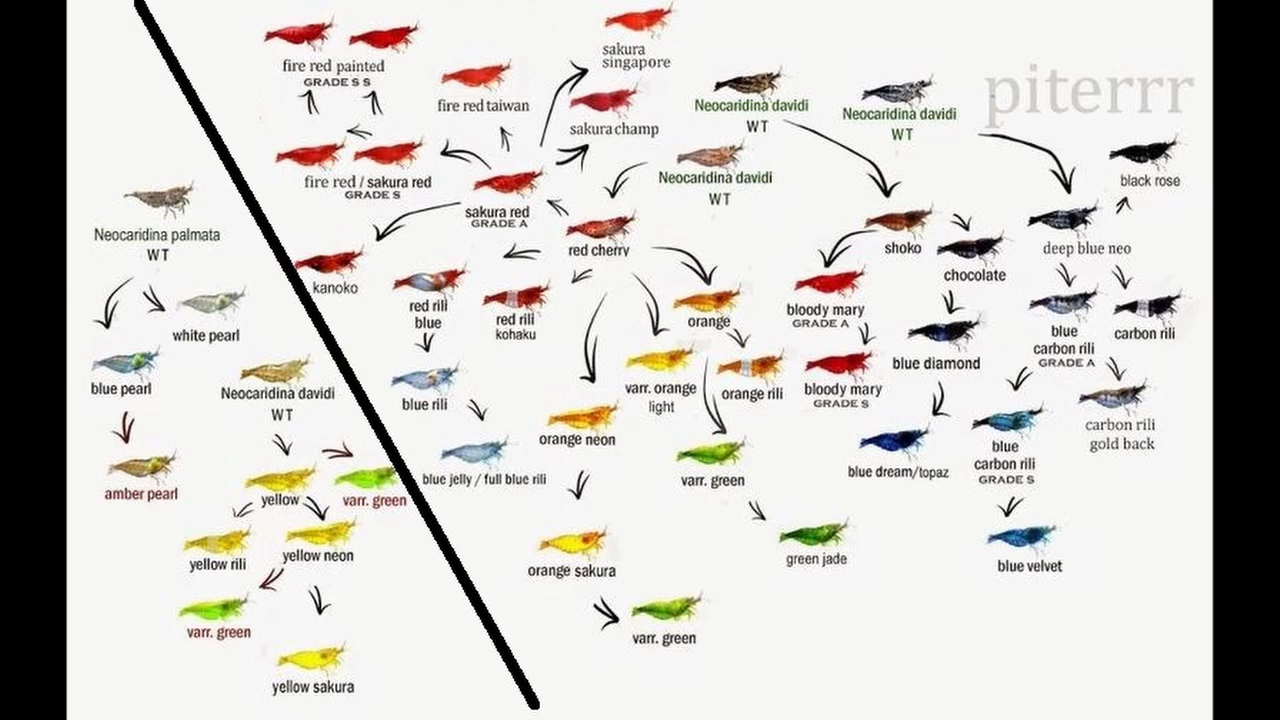 sakura
singapore
fire red painted
GRADE S S
fire red taiwan
sakura champ
Neocaridina davidi
WT
Neocaridina davidi
WT
piterrr
black rose
fire red / sakura red
GRADE S
Neocaridina davidi
WT
sakura red
GRADE A
Neocaridina palmata
WT
red cherry
shoko
deep blue neo
chocolate
kanoko
red rili
blue
red rili
kohaku
orange
bloody mary
GRADE A
white pearl
blue
carbon rili
GRADE A
carbon rili
blue pearl
Neocaridina davidi
WT
blue rili
varr. orange
light
orange rili
bloody mary
GRADE S
blue diamond
carbon rili
gold back
orange neon
blue
carbon rili
GRADE S
amber pearl
yellow
varr. green
blue jelly / full blue rili
varr. green
blue dream/topaz
yellow rili
yellow neon
orange sakura
green jade
blue velvet
varr. green
varr. green
yellow sakura